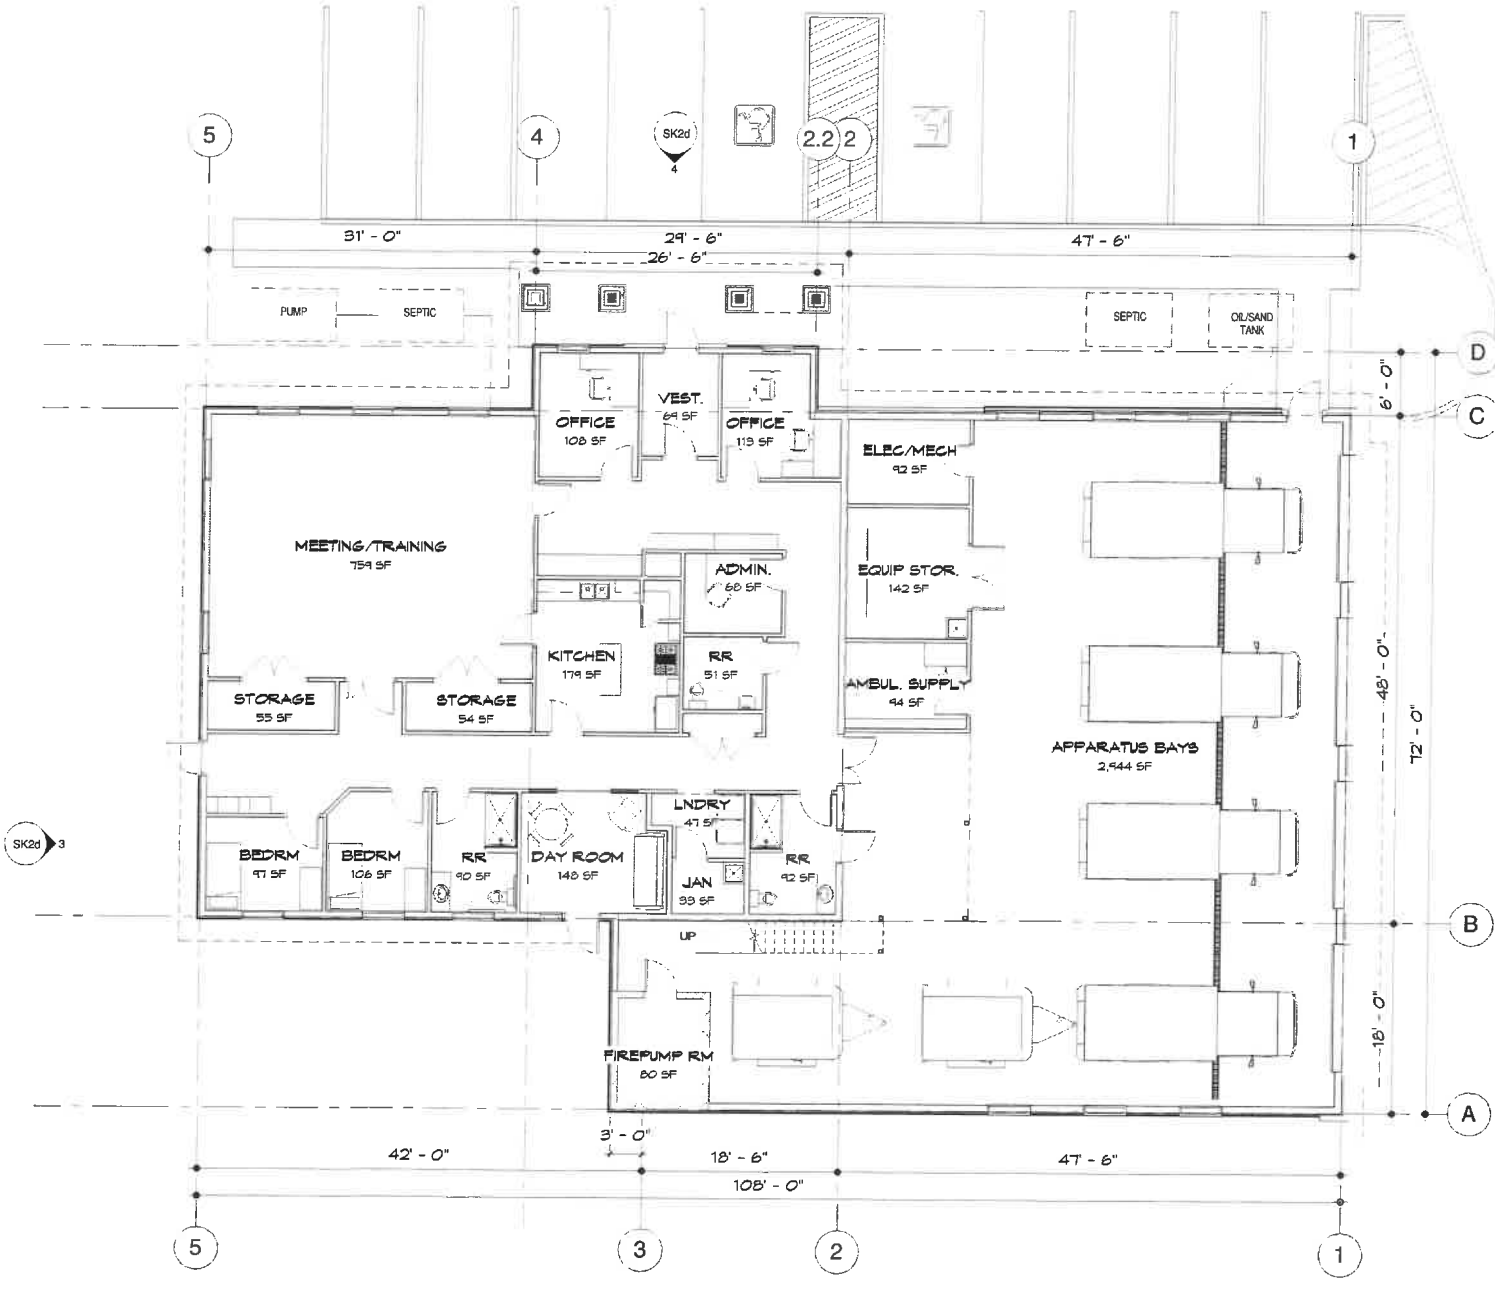 5
4
SK2d
4
2.2
2
1
31' - 0"
29' - 6"
47' - 6"
26' - 6"
PUMP
SEPTIC
SEPTIC
OIL/SAND
TANK
D
6' - 0"
C
VEST.
69 SF
OFFICE
108 SF
OFFICE
113 SF
ELEC/MECH
92 SF
MEETING/TRAINING
759 SF
ADMIN.
68 SF
EQUIP STOR.
142 SF
KITCHEN
179 SF
RR
51 SF
AMBUL. SUPPLY
94 SF
STORAGE
55 SF
STORAGE
54 SF
48' - 0"
72' - 0"
APPARATUS BAYS
2,944 SF
SK2d
3
LNDRY
47 SF
BEDRM
97 SF
BEDRM
106 SF
RR
90 SF
DAY ROOM
148 SF
RR
92 SF
JAN
33 SF
UP
B
18' - 0"
FIREPUMP RM
80 SF
A
3' - 0"
42' - 0"
18' - 6"
47' - 6"
108' - 0"
5
3
2
1